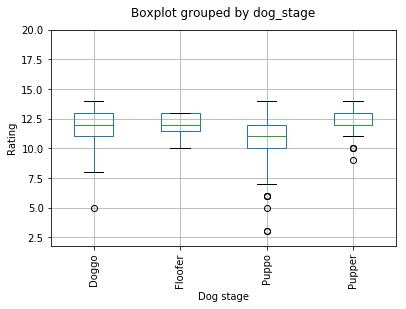 Boxplot grouped by dog_stage
20.0
17.5
15.0
12.5
10.0
7.5
5.0
2.5
Rating
Doggo
Floofer
Puppo
Pupper
Dog stage